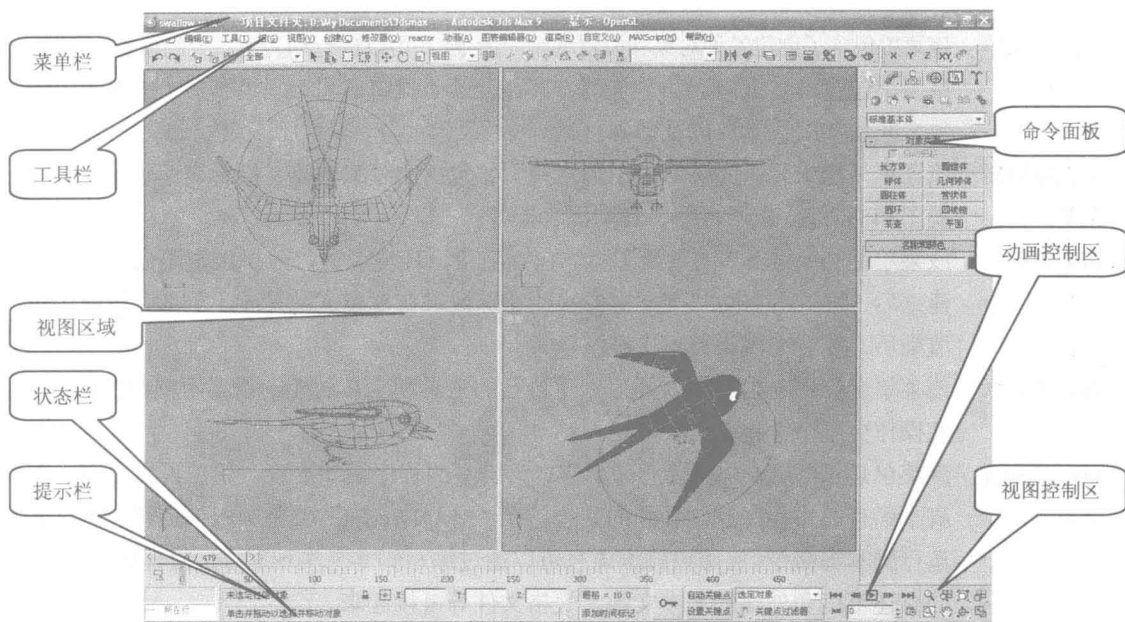 项目文件夹: D:\My Documents\3dsmax Autodesk 3ds Max 9 显示 : OpenGL
编辑(E) 工具(T) 组(G) 视图(V) 创建(C) 修改器(O) reactor 动画(A) 图表编辑器(D) 渲染(R) 自定义(U) MAXScript(M) 帮助(H)
菜单栏
全部 视图
X Y Z XY
标准基本体
命令面板
工具栏
长方体 圆锥体
球体 几何球体
圆柱体 管状体
圆环 四棱锥
茶壶 平面
名称和颜色
动画控制区
视图区域
状态栏
提示栏
视图控制区
/ 479
50 100 150 200 250 300 350 400 450
X: Y: Z: 栅格 = 10.0
自动关键点 选定对象
所在行 单击并拖动以选择并移动对象
添加时间标记
设置关键点 关键点过滤器 0